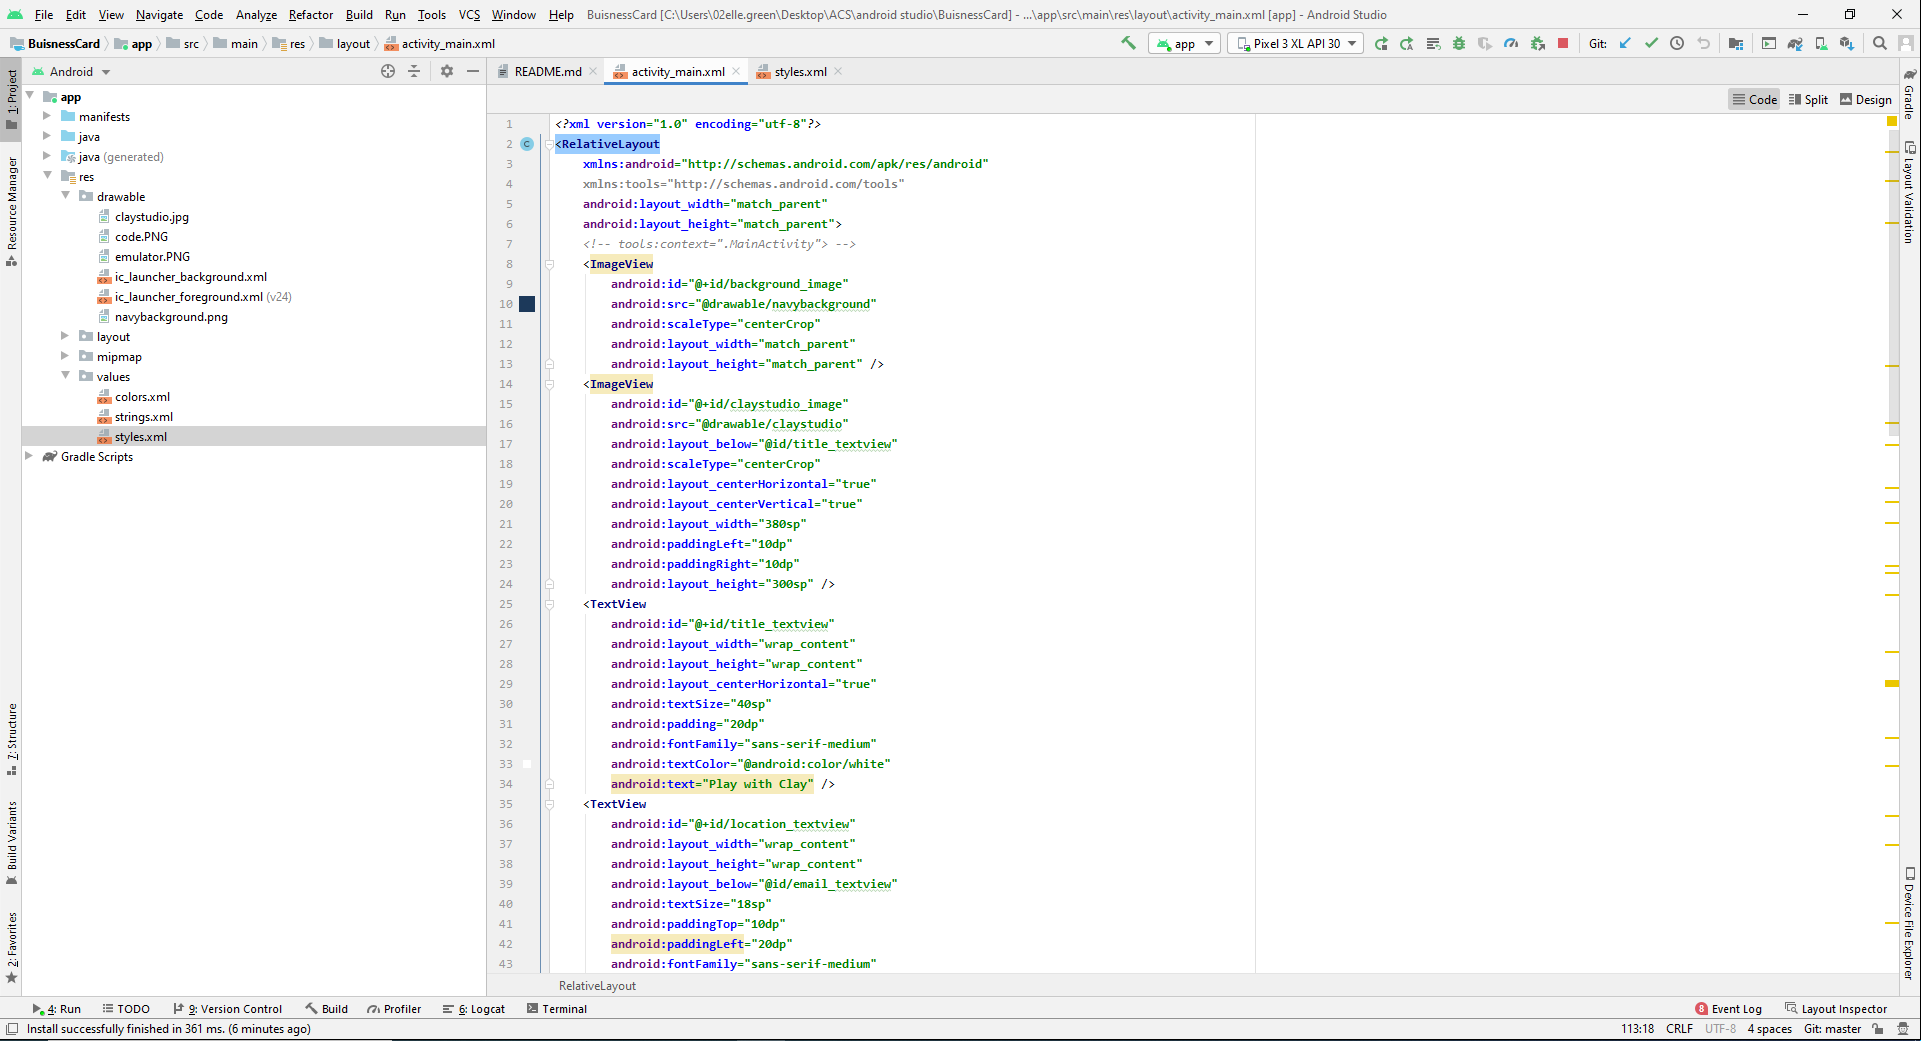 File Edit View Navigate Code Analyze Refactor Build Run Tools VCS Window Help BuisnessCard [C:\Users\02elle.green\Desktop\ACS\android studio\BuisnessCard] - ...\app\src\main\res\layout\activity_main.xml [app] - Android Studio
BuisnessCard app src main res layout activity_main.xml app Pixel 3 XL API 30 Git:
Android README.md activity_main.xml styles.xml
Code Split Design
1: Project
Resource Manager
7: Structure
Build Variants
2: Favorites
app
manifests
java
java (generated)
res
drawable
claystudio.jpg
code.PNG
emulator.PNG
ic_launcher_background.xml
ic_launcher_foreground.xml (v24)
navybackground.png
layout
mipmap
values
colors.xml
strings.xml
styles.xml
Gradle Scripts
1 <?xml version="1.0" encoding="utf-8"?>
2 C <RelativeLayout
3 xmlns:android="http://schemas.android.com/apk/res/android"
4 xmlns:tools="http://schemas.android.com/tools"
5 android:layout_width="match_parent"
6 android:layout_height="match_parent">
7 <!-- tools:context=".MainActivity"> -->
8 <ImageView
9 android:id="@+id/background_image"
10 android:src="@drawable/navybackground"
11 android:scaleType="centerCrop"
12 android:layout_width="match_parent"
13 android:layout_height="match_parent" />
14 <ImageView
15 android:id="@+id/claystudio_image"
16 android:src="@drawable/claystudio"
17 android:layout_below="@id/title_textview"
18 android:scaleType="centerCrop"
19 android:layout_centerHorizontal="true"
20 android:layout_centerVertical="true"
21 android:layout_width="380sp"
22 android:paddingLeft="10dp"
23 android:paddingRight="10dp"
24 android:layout_height="300sp" />
25 <TextView
26 android:id="@+id/title_textview"
27 android:layout_width="wrap_content"
28 android:layout_height="wrap_content"
29 android:layout_centerHorizontal="true"
30 android:textSize="40sp"
31 android:padding="20dp"
32 android:fontFamily="sans-serif-medium"
33 android:textColor="@android:color/white"
34 android:text="Play with Clay" />
35 <TextView
36 android:id="@+id/location_textview"
37 android:layout_width="wrap_content"
38 android:layout_height="wrap_content"
39 android:layout_below="@id/email_textview"
40 android:textSize="18sp"
41 android:paddingTop="10dp"
42 android:paddingLeft="20dp"
43 android:fontFamily="sans-serif-medium"
RelativeLayout
Gradle
Layout Validation
Device File Explorer
4: Run TODO 9: Version Control Build Profiler 6: Logcat Terminal 8 Event Log Layout Inspector
Install successfully finished in 361 ms. (6 minutes ago) 113:18 CRLF UTF-8 4 spaces Git: master